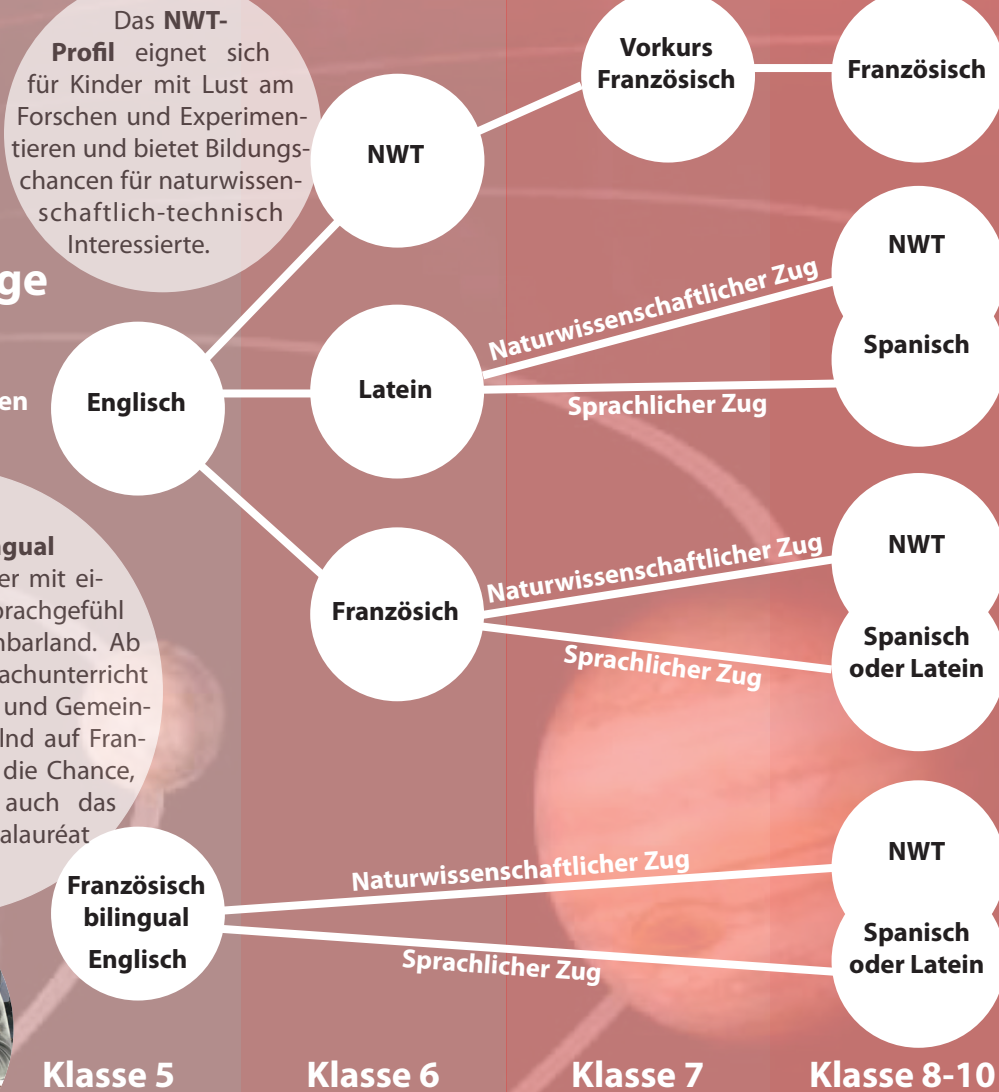 Das NWT-
Profil eignet sich
für Kinder mit Lust am
Forschen und Experimen-
tieren und bietet Bildungs-
chancen für naturwissen-
schaftlich-technisch
Interessierte.
ge
en
Englisch
NWT
Vorkurs
Französisch
Französisch
Latein
Naturwissenschaftlicher Zug
NWT
Sprachlicher Zug
Spanisch
Französich
Naturwissenschaftlicher Zug
NWT
Sprachlicher Zug
Spanisch
oder Latein
gual
er mit ei-
prachgefühl
nbarland. Ab
achunterricht
und Gemein-
lnd auf Fran-
die Chance,
auch das
alauréat
Französisch
bilingual
Englisch
Naturwissenschaftlicher Zug
NWT
Sprachlicher Zug
Spanisch
oder Latein
Klasse 5
Klasse 6
Klasse 7
Klasse 8-10